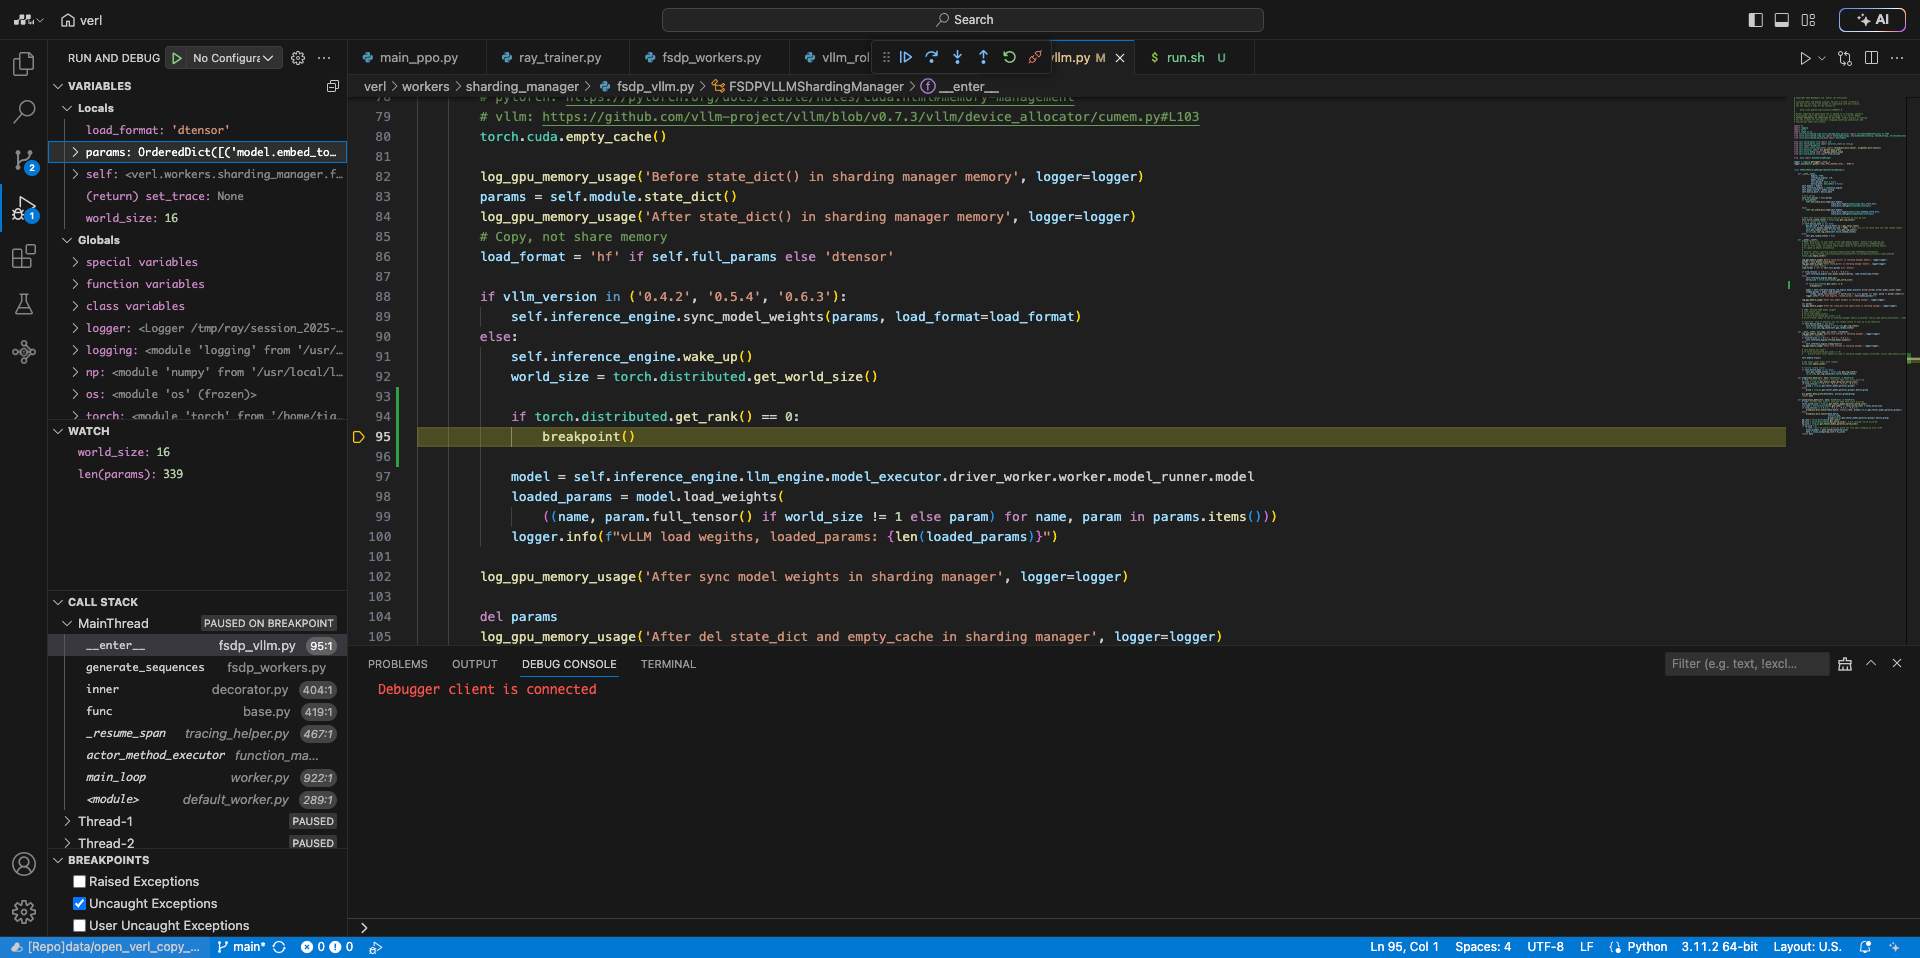 verl
Search
AI
RUN AND DEBUG
No Configura
main_ppo.py
ray_trainer.py
fsdp_workers.py
vllm_rol
vllm.py M
$ run.sh U
verl > workers > sharding_manager > fsdp_vllm.py > FSDPVLLMShardingManager > __enter__
VARIABLES
Locals
load_format: 'dtensor'
params: OrderedDict([('model.embed_to…
self: <verl.workers.sharding_manager.f…
(return) set_trace: None
world_size: 16
Globals
special variables
function variables
class variables
logger: <Logger /tmp/ray/session_2025-…
logging: <module 'logging' from '/usr/…
np: <module 'numpy' from '/usr/local/l…
os: <module 'os' (frozen)>
torch: <module 'torch' from '/home/tia…
WATCH
world_size: 16
len(params): 339
CALL STACK
MainThread PAUSED ON BREAKPOINT
__enter__ fsdp_vllm.py 95:1
generate_sequences fsdp_workers.py
inner decorator.py 404:1
func base.py 419:1
_resume_span tracing_helper.py 467:1
actor_method_executor function_ma…
main_loop worker.py 922:1
<module> default_worker.py 289:1
Thread-1 PAUSED
Thread-2 PAUSED
BREAKPOINTS
Raised Exceptions
Uncaught Exceptions
User Uncaught Exceptions
2
1
78 # pytorch: https://pytorch.org/docs/stable/notes/cuda.html#memory-management
79 # vllm: https://github.com/vllm-project/vllm/blob/v0.7.3/vllm/device_allocator/cumem.py#L103
80 torch.cuda.empty_cache()
81
82 log_gpu_memory_usage('Before state_dict() in sharding manager memory', logger=logger)
83 params = self.module.state_dict()
84 log_gpu_memory_usage('After state_dict() in sharding manager memory', logger=logger)
85 # Copy, not share memory
86 load_format = 'hf' if self.full_params else 'dtensor'
87
88 if vllm_version in ('0.4.2', '0.5.4', '0.6.3'):
89 self.inference_engine.sync_model_weights(params, load_format=load_format)
90 else:
91 self.inference_engine.wake_up()
92 world_size = torch.distributed.get_world_size()
93
94 if torch.distributed.get_rank() == 0:
95 breakpoint()
96
97 model = self.inference_engine.llm_engine.model_executor.driver_worker.worker.model_runner.model
98 loaded_params = model.load_weights(
99 ((name, param.full_tensor() if world_size != 1 else param) for name, param in params.items()))
100 logger.info(f"vLLM load wegiths, loaded_params: {len(loaded_params)}")
101
102 log_gpu_memory_usage('After sync model weights in sharding manager', logger=logger)
103
104 del params
105 log_gpu_memory_usage('After del state_dict and empty_cache in sharding manager', logger=logger)
PROBLEMS OUTPUT DEBUG CONSOLE TERMINAL
Filter (e.g. text, !excl…
Debugger client is connected
[Repo]data/open_verl_copy_… main* 0 0
Ln 95, Col 1 Spaces: 4 UTF-8 LF Python 3.11.2 64-bit Layout: U.S.